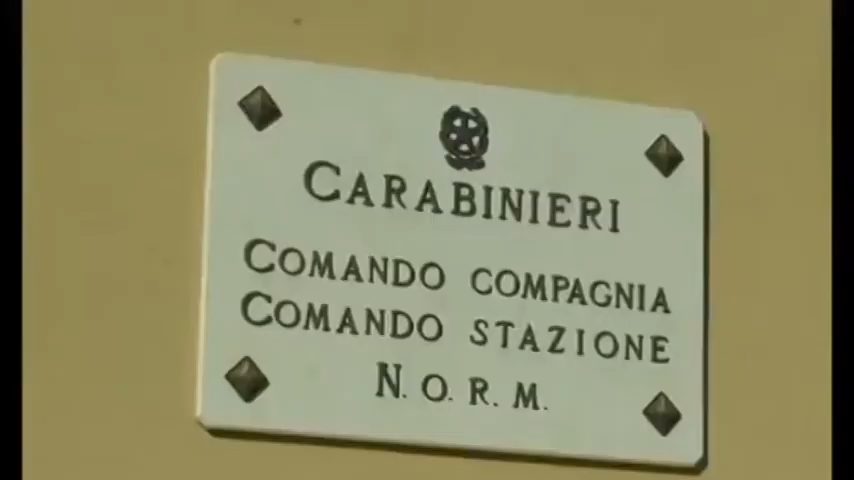 CARABINIERI
COMANDO COMPAGNIA
COMANDO STAZIONE
N.O.R.M.